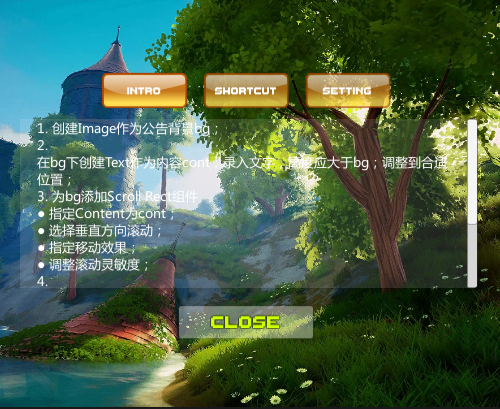 INTRO SHORTCUT SETTING
1. 创建Image作为公告背景bg；
2.
在bg下创建Text作为内容cont，录入文字，高度应大于bg；调整到合适
位置；
3. 为bg添加Scroll Rect组件
● 指定Content为cont；
● 选择垂直方向滚动；
● 指定移动效果；
● 调整滚动灵敏度；
4.
CLOSE